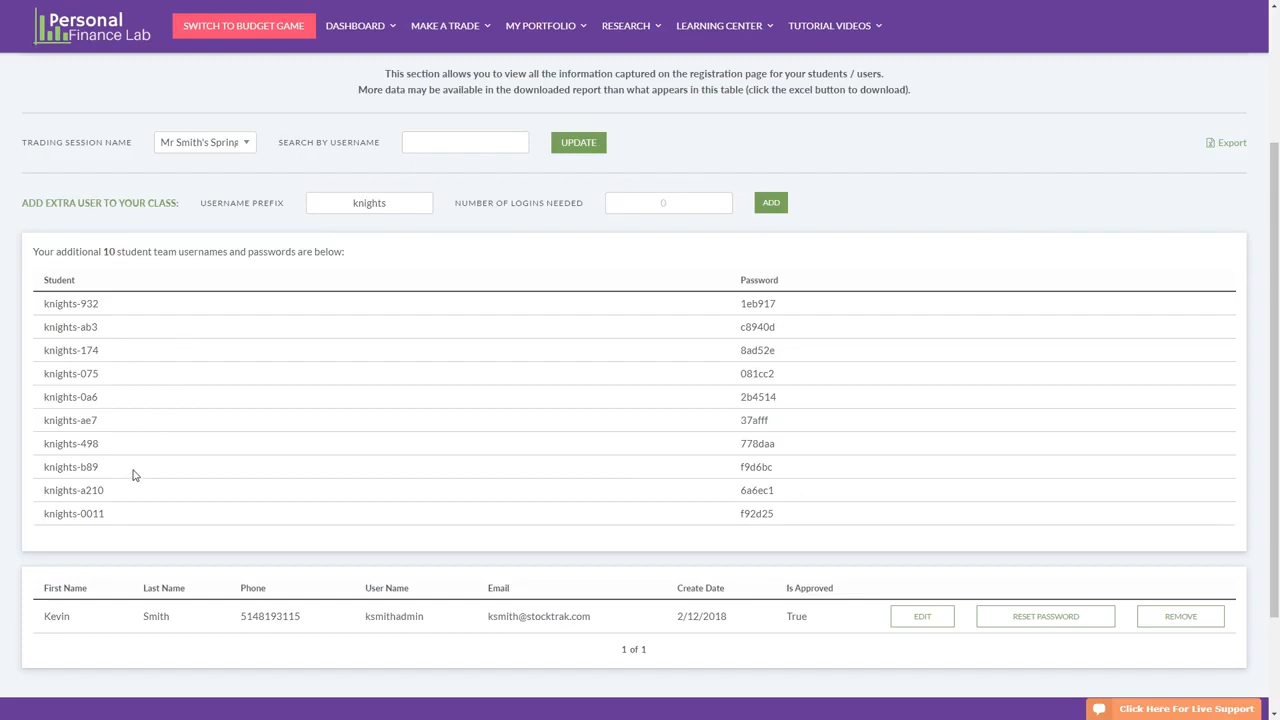 Personal
Finance Lab
SWITCH TO BUDGET GAME DASHBOARD MAKE A TRADE MY PORTFOLIO RESEARCH LEARNING CENTER TUTORIAL VIDEOS
This section allows you to view all the information captured on the registration page for your students / users.
More data may be available in the downloaded report than what appears in this table (click the excel button to download).
TRADING SESSION NAME Mr Smith's Spring SEARCH BY USERNAME UPDATE Export
ADD EXTRA USER TO YOUR CLASS: USERNAME PREFIX knights NUMBER OF LOGINS NEEDED 0 ADD
Your additional 10 student team usernames and passwords are below:
Student Password
knights-932 1eb917
knights-ab3 c8940d
knights-174 8ad52e
knights-075 081cc2
knights-0a6 2b4514
knights-ae7 37afff
knights-498 778daa
knights-b89 f9d6bc
knights-a210 6a6ec1
knights-0011 f92d25
First Name Last Name Phone User Name Email Create Date Is Approved
Kevin Smith 5148193115 ksmithadmin ksmith@stocktrak.com 2/12/2018 True EDIT RESET PASSWORD REMOVE
1 of 1
Click Here For Live Support